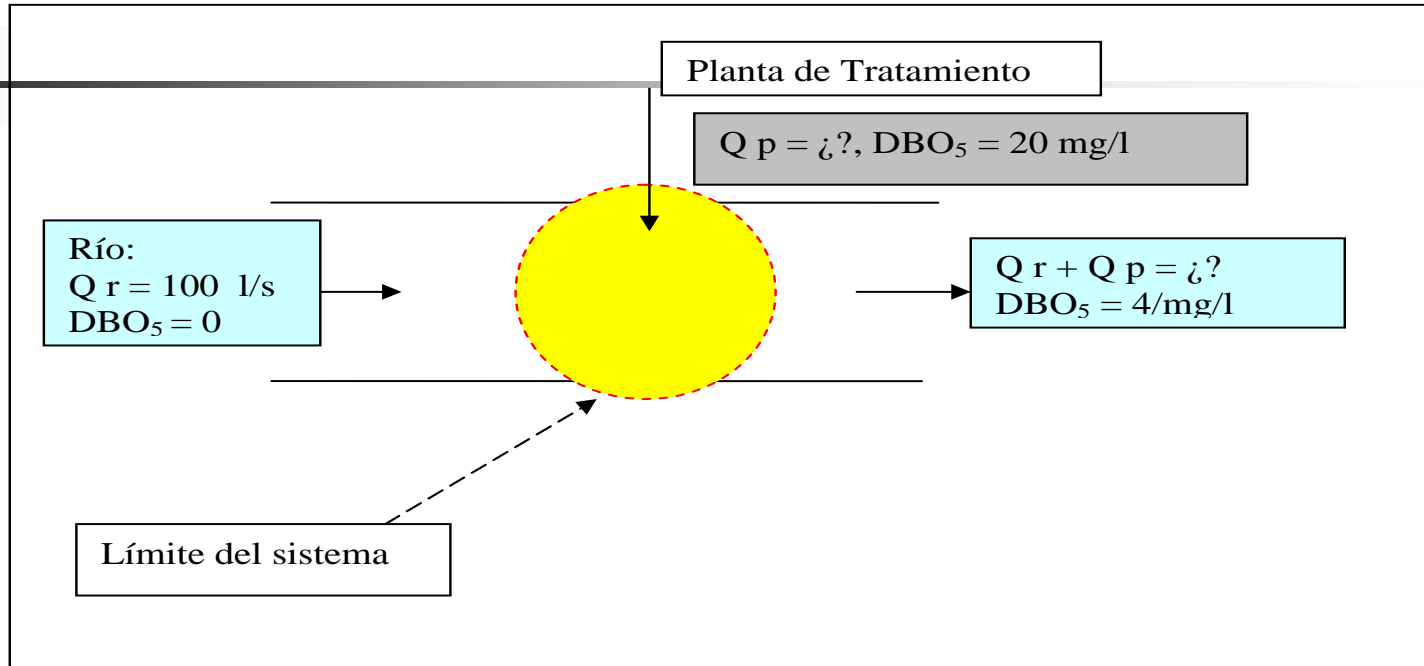 Planta de Tratamiento
Q p = ¿?, DBO₅ = 20 mg/l
Río:
Q r = 100 l/s
DBO₅ = 0
Q r + Q p = ¿?
DBO₅ = 4/mg/l
Límite del sistema